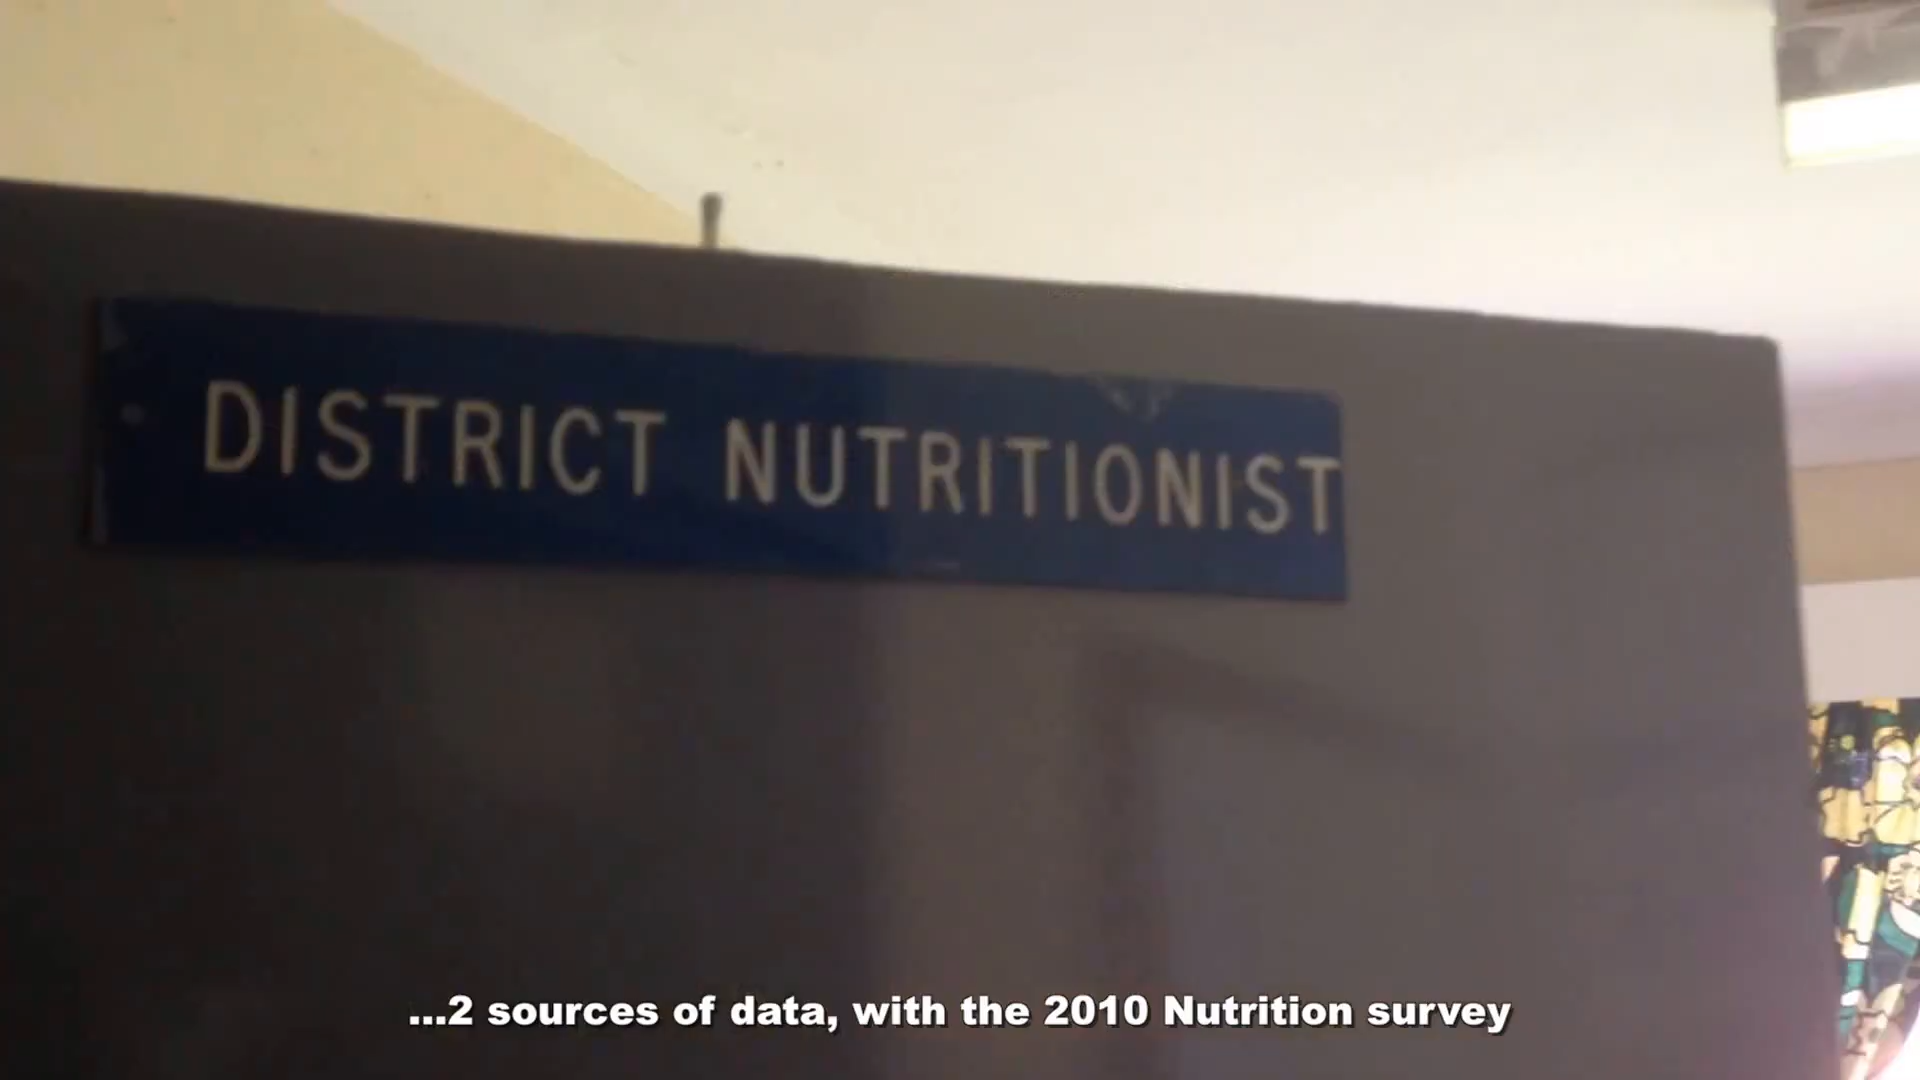 DISTRICT NUTRITIONIST
...2 sources of data, with the 2010 Nutrition survey